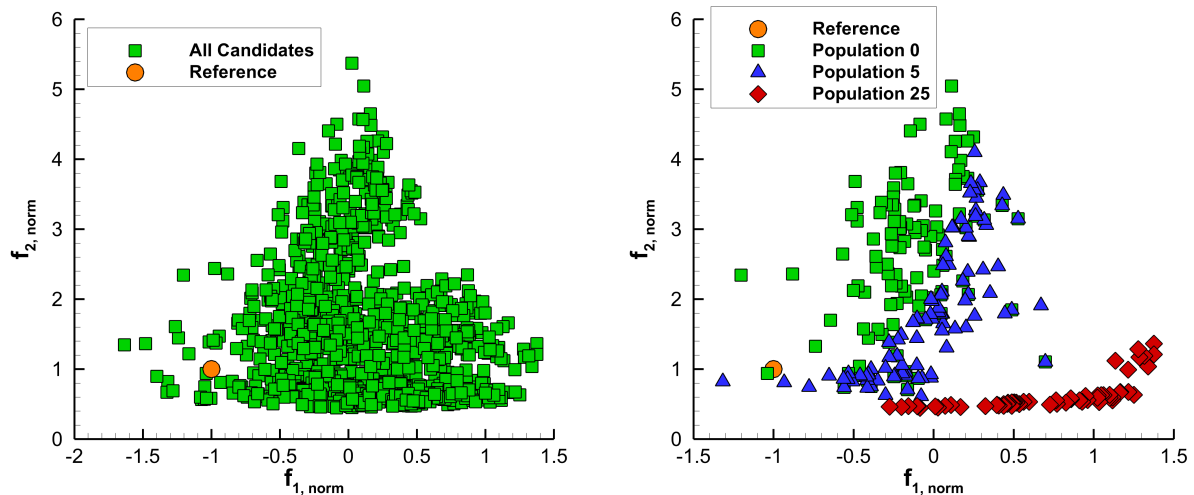 6
5
4
3
2
1
0
f2, norm
-2
-1.5
-1
-0.5
0
0.5
1
1.5
f1, norm
All Candidates
Reference
6
5
4
3
2
1
0
f2, norm
-1.5
-1
-0.5
0
0.5
1
1.5
f1, norm
Reference
Population 0
Population 5
Population 25